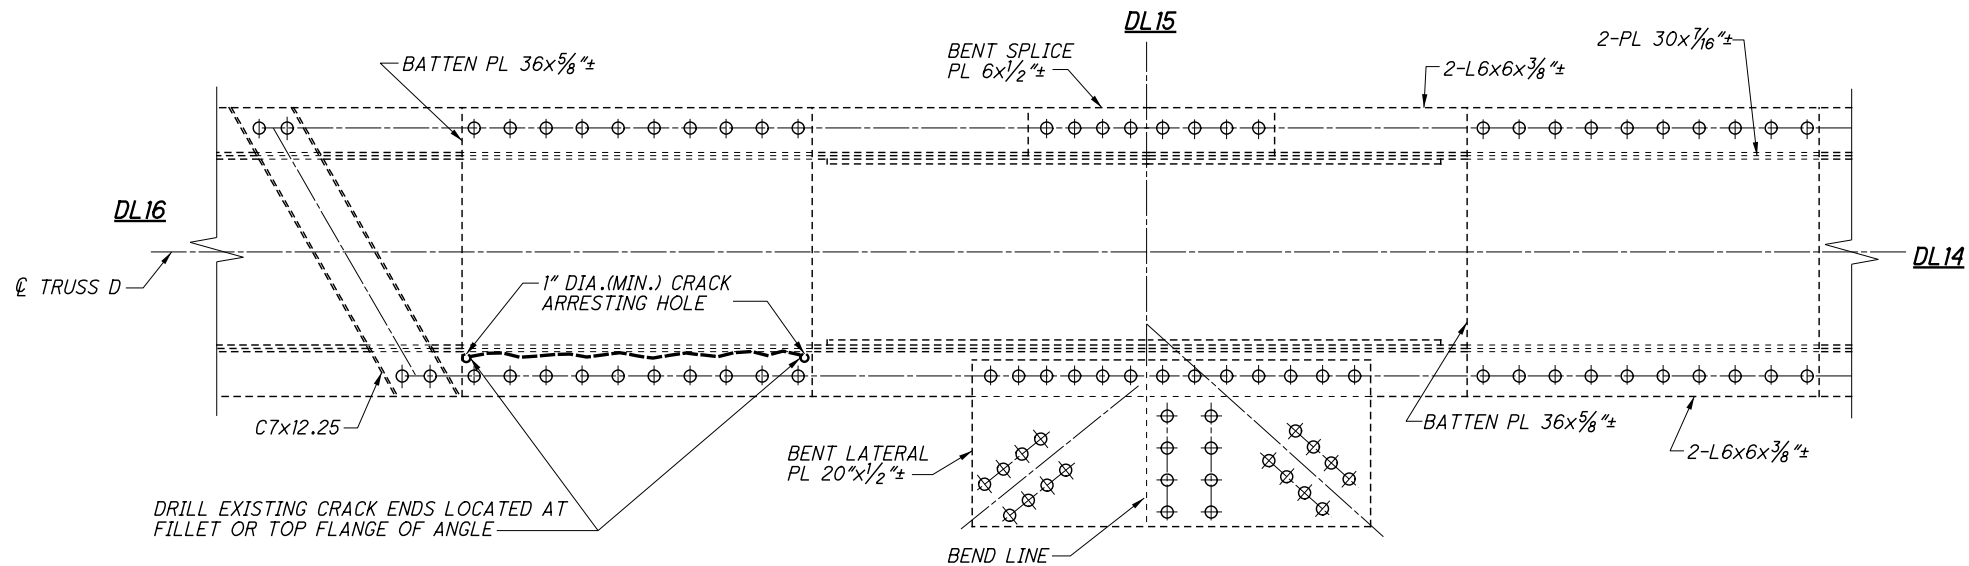 DL15
BATTEN PL 36x5/8"±
BENT SPLICE
PL 6x1/2"±
2-L6x6x3/8"±
2-PL 30x7/16"±
DL16
℄ TRUSS D
1" DIA.(MIN.) CRACK
ARRESTING HOLE
DL14
C7x12.25
BENT LATERAL
PL 20"x1/2"±
BATTEN PL 36x5/8"±
2-L6x6x3/8"±
DRILL EXISTING CRACK ENDS LOCATED AT
FILLET OR TOP FLANGE OF ANGLE
BEND LINE